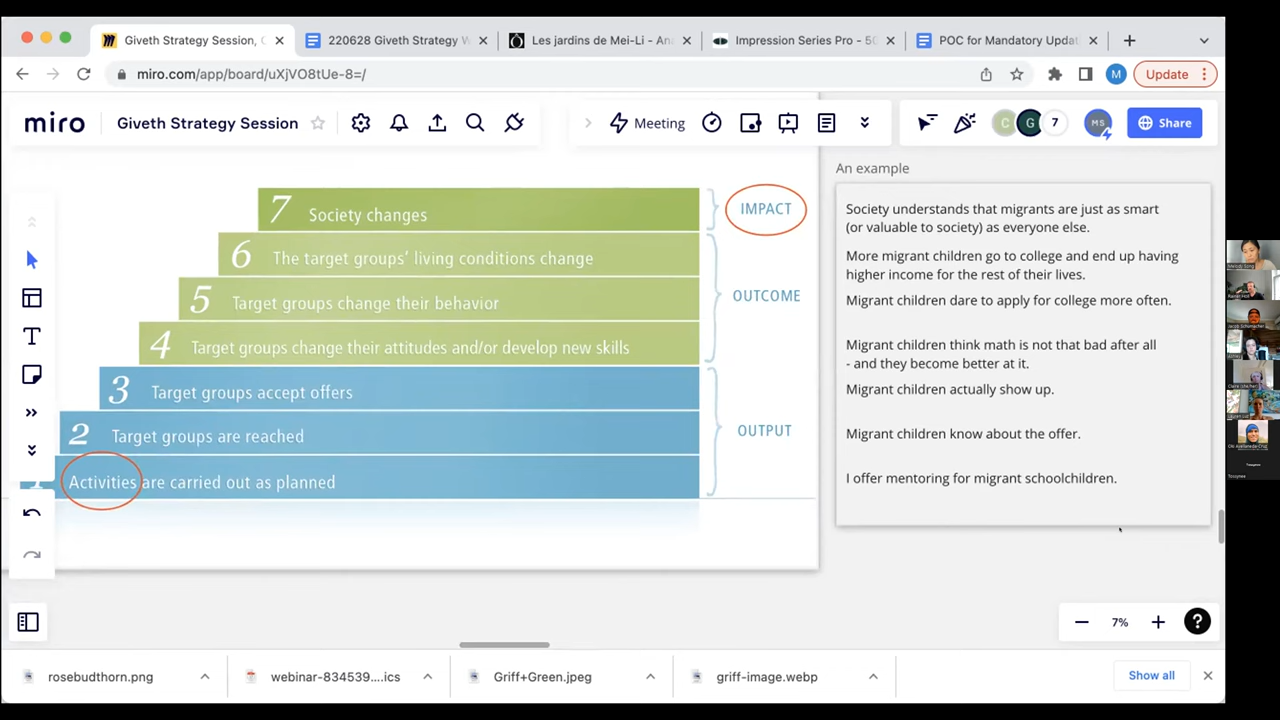 Giveth Strategy Session,
220628 Giveth Strategy W
Les jardins de Mei-Li - An
Impression Series Pro - 50
POC for Mandatory Updat
miro.com/app/board/uXjVO8tUe-8=/
M
Update
miro
Giveth Strategy Session
Meeting
C
G
7
MS
Share
An example
7 Society changes
6 The target groups' living conditions change
5 Target groups change their behavior
4 Target groups change their attitudes and/or develop new skills
3 Target groups accept offers
2 Target groups are reached
Activities are carried out as planned
IMPACT
OUTCOME
OUTPUT
Society understands that migrants are just as smart
(or valuable to society) as everyone else.
More migrant children go to college and end up having
higher income for the rest of their lives.
Migrant children dare to apply for college more often.
Migrant children think math is not that bad after all
- and they become better at it.
Migrant children actually show up.
Migrant children know about the offer.
I offer mentoring for migrant schoolchildren.
7%
?
rosebudthorn.png
webinar-834539....ics
Griff+Green.jpeg
griff-image.webp
Show all